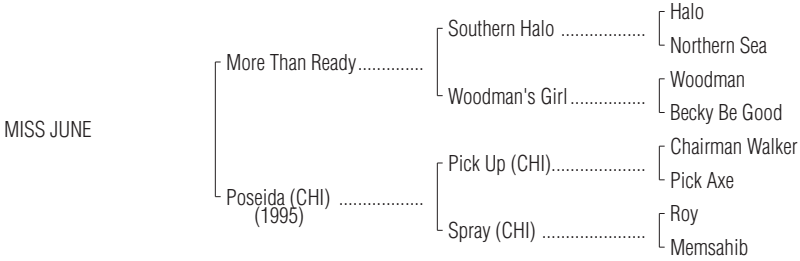 Halo
Southern Halo ...................
Northern Sea
More Than Ready..............
Woodman
Woodman's Girl.................
Becky Be Good
MISS JUNE
Chairman Walker
Pick Up (CHI).....................
Pick Axe
Poseida (CHI) ..................
(1995)
Roy
Spray (CHI) .......................
Memsahib